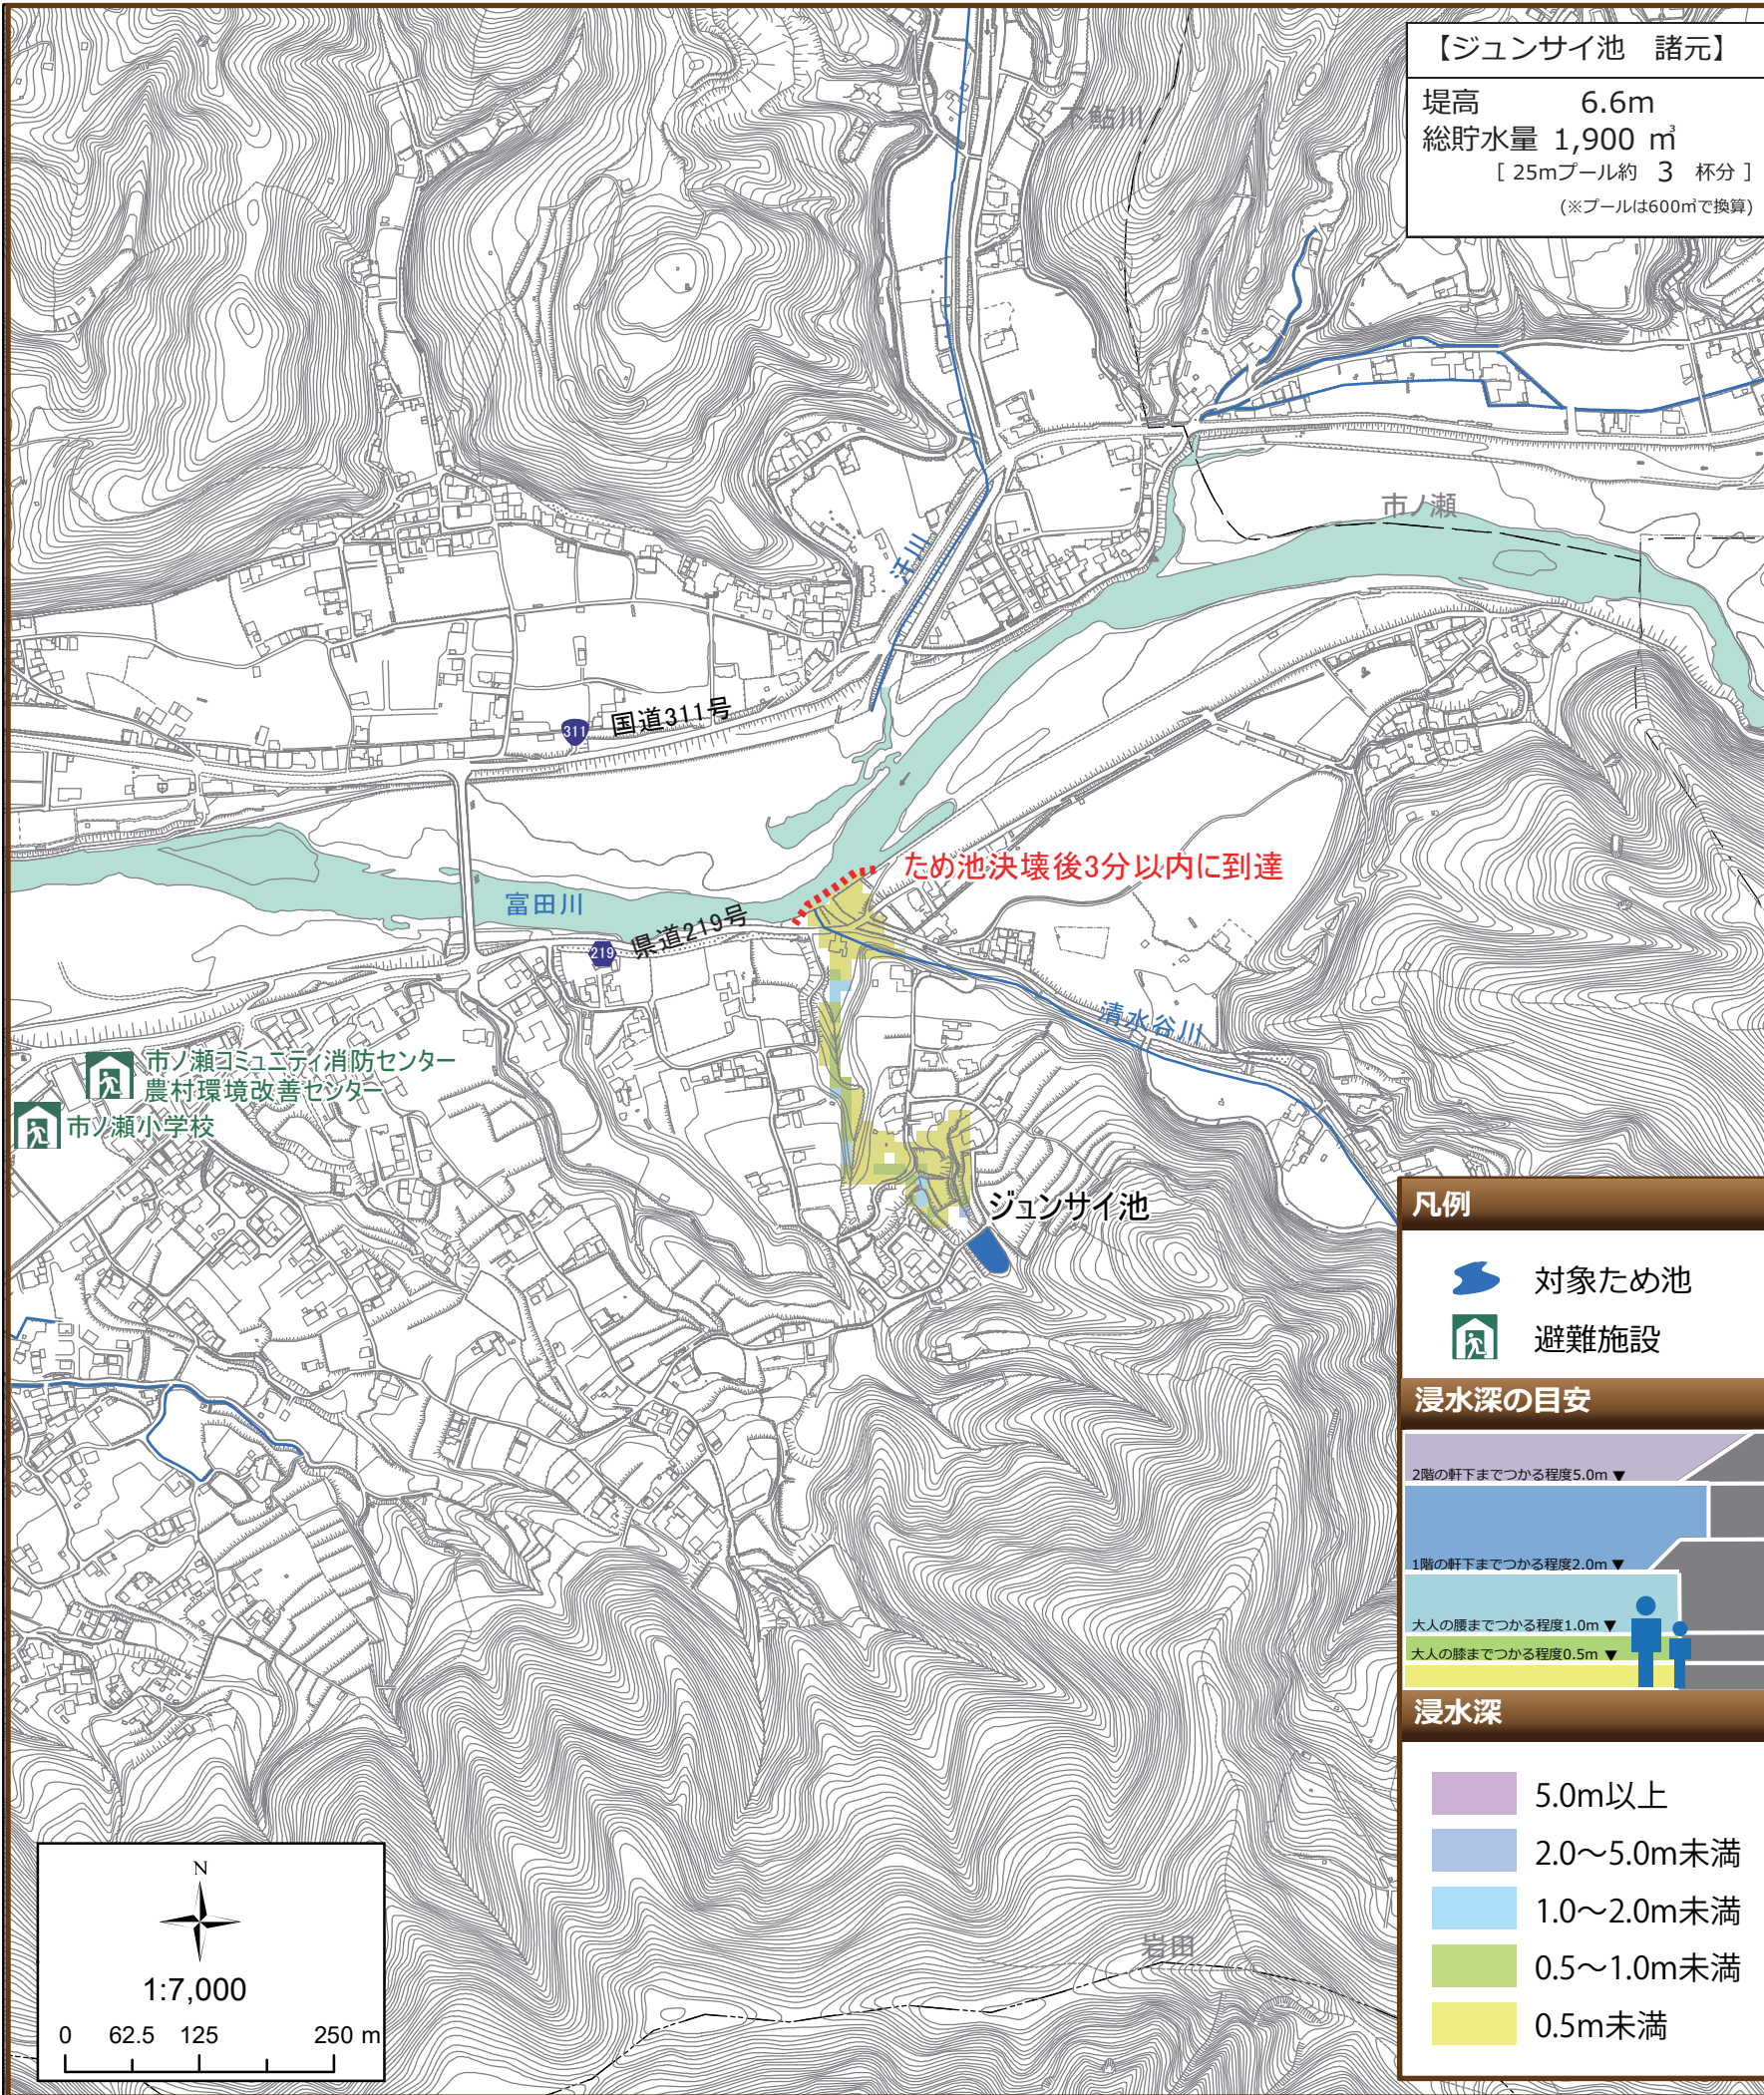 【ジュンサイ池 諸元】
堤高 6.6m
総貯水量 1,900 ㎥
[ 25mプール約 3 杯分 ]
(※プールは600㎥で換算)
下鮎川
市ノ瀬
汗川
国道311号
311
ため池決壊後3分以内に到達
富田川
県道219号
219
清水谷川
市ノ瀬コミュニティ消防センター
農村環境改善センター
市ノ瀬小学校
ジュンサイ池
岩田
凡例
対象ため池
避難施設
浸水深の目安
2階の軒下までつかる程度5.0m ▼
1階の軒下までつかる程度2.0m ▼
大人の腰までつかる程度1.0m ▼
大人の膝までつかる程度0.5m ▼
浸水深
5.0m以上
2.0～5.0m未満
1.0～2.0m未満
0.5～1.0m未満
0.5m未満
N
1:7,000
0 62.5 125 250 m